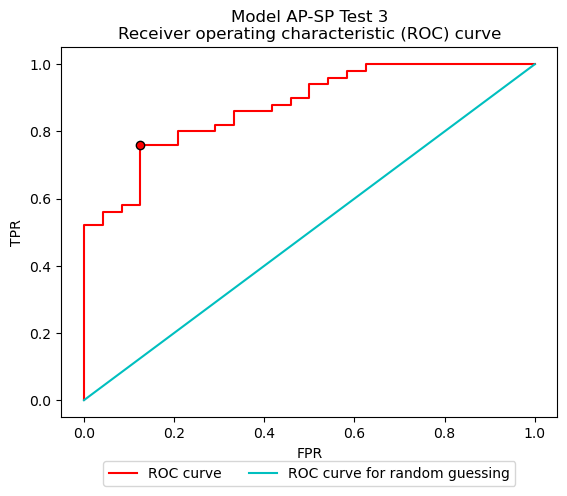 Model AP-SP Test 3
Receiver operating characteristic (ROC) curve
1.0
0.8
0.6
0.4
0.2
0.0
TPR
0.0 0.2 0.4 0.6 0.8 1.0
FPR
ROC curve ROC curve for random guessing